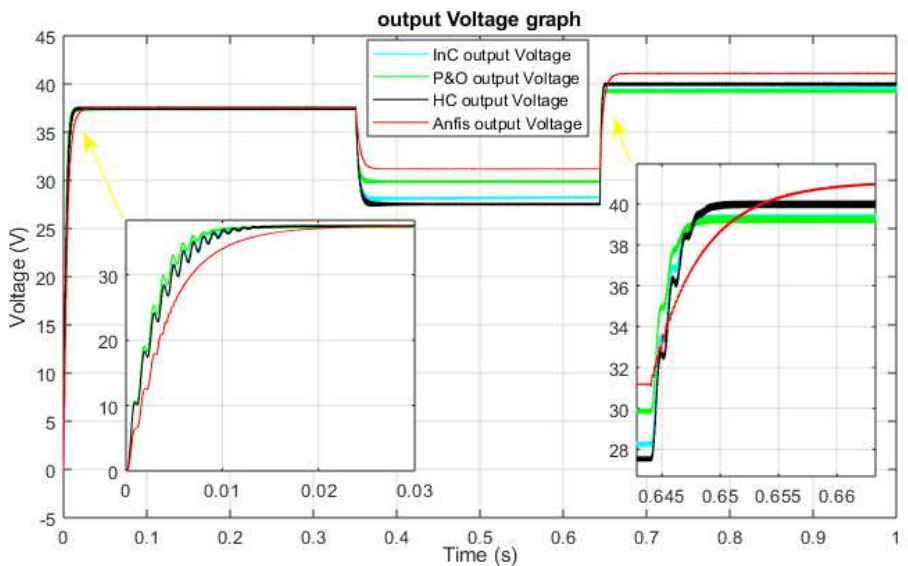 output Voltage graph
45
40
35
30
25
20
15
10
5
0
-5
Voltage (V)
InC output Voltage
P&O output Voltage
HC output Voltage
Anfis output Voltage
30
20
10
0
0 0.01 0.02 0.03
40
38
36
34
32
30
28
0.645 0.65 0.655 0.66
0 0.1 0.2 0.3 0.4 0.5 0.6 0.7 0.8 0.9 1
Time (s)